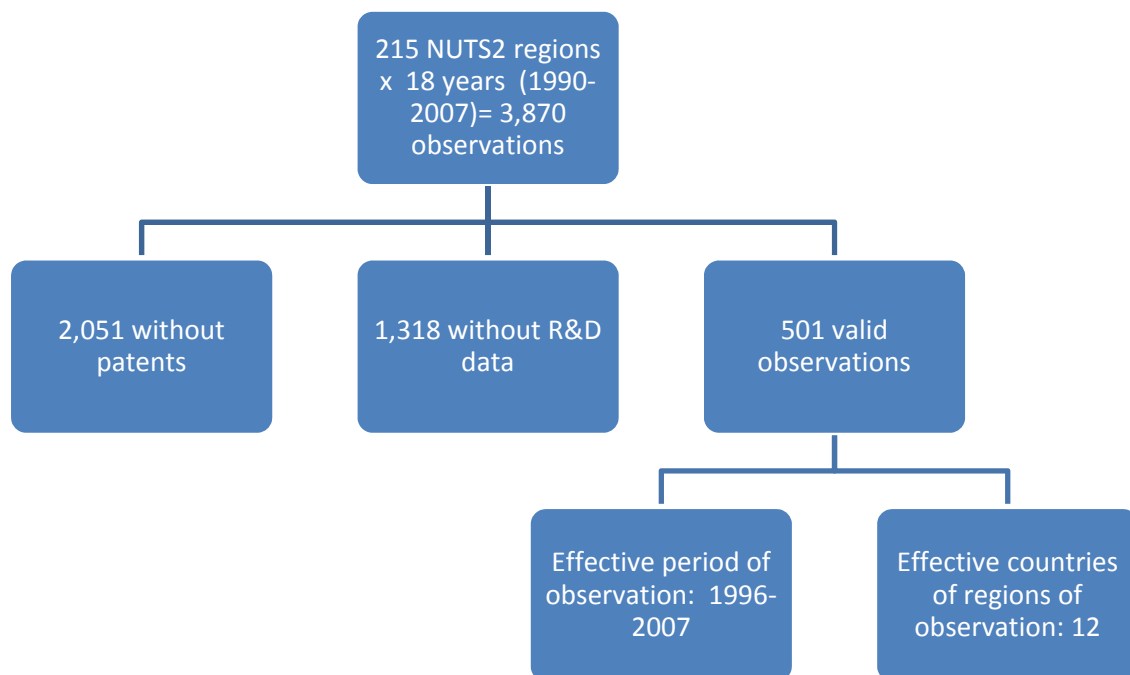 215 NUTS2 regions
x  18 years  (1990-
2007)= 3,870
observations
2,051 without
patents
1,318 without R&D
data
501 valid
observations
Effective period of
observation:  1996-
2007
Effective countries
of regions of
observation: 12